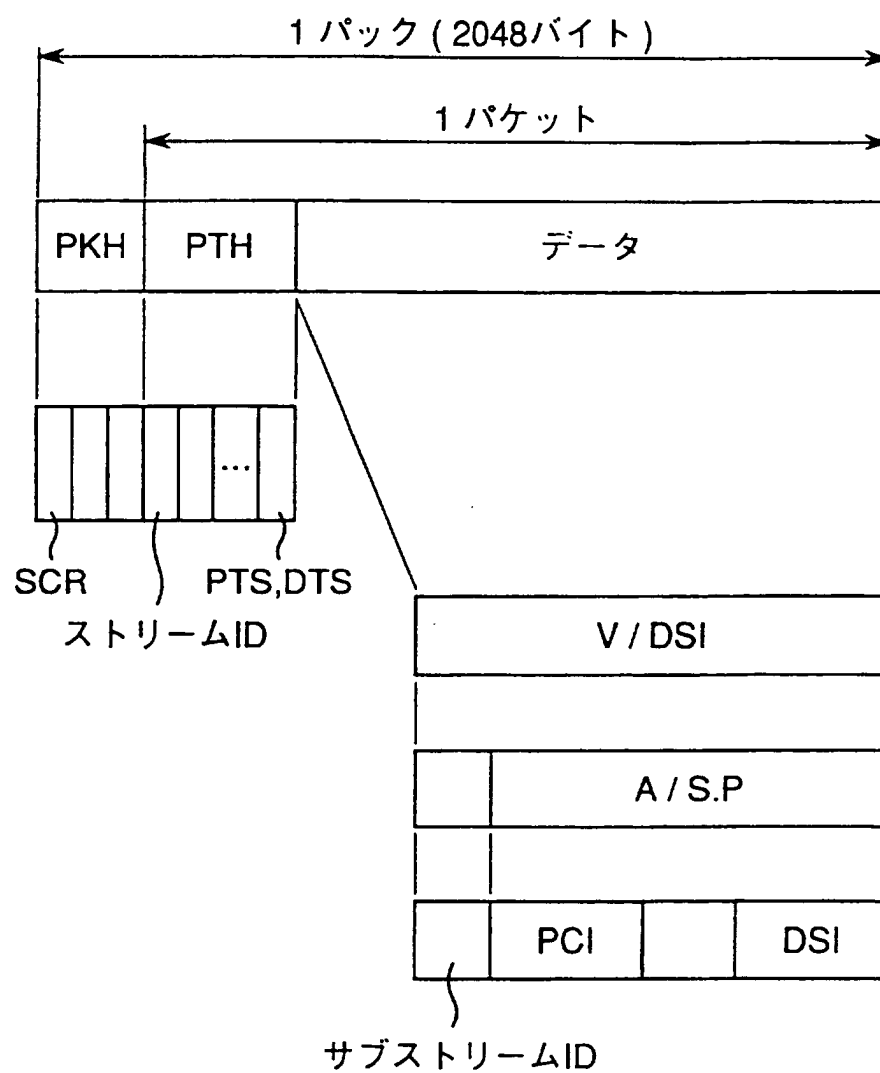 1 パック ( 2048バイト )
1 パケット
PKH PTH データ
...
SCR PTS,DTS
ストリームID
V / DSI
A / S.P
PCI DSI
サブストリームID